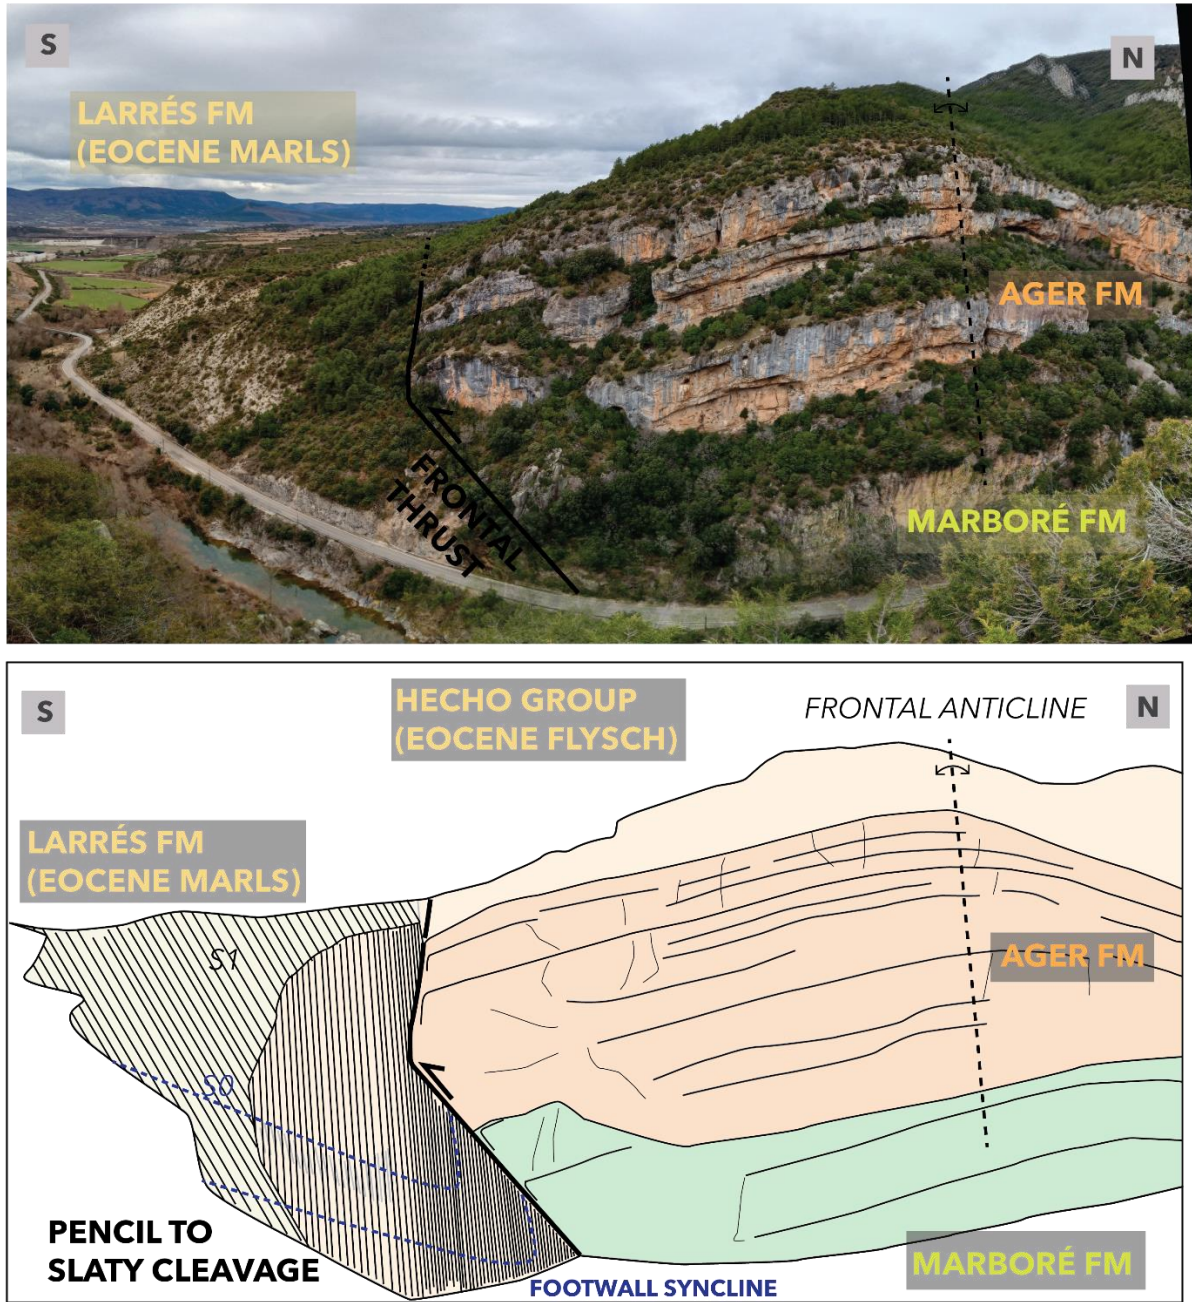 S
N
LARRÉS FM
(EOCENE MARLS)
AGER FM
FRONTAL
THRUST
MARBORÉ FM
S
HECHO GROUP
(EOCENE FLYSCH)
FRONTAL ANTICLINE
N
LARRÉS FM
(EOCENE MARLS)
S1
AGER FM
S0
PENCIL TO
SLATY CLEAVAGE
MARBORÉ FM
FOOTWALL SYNCLINE